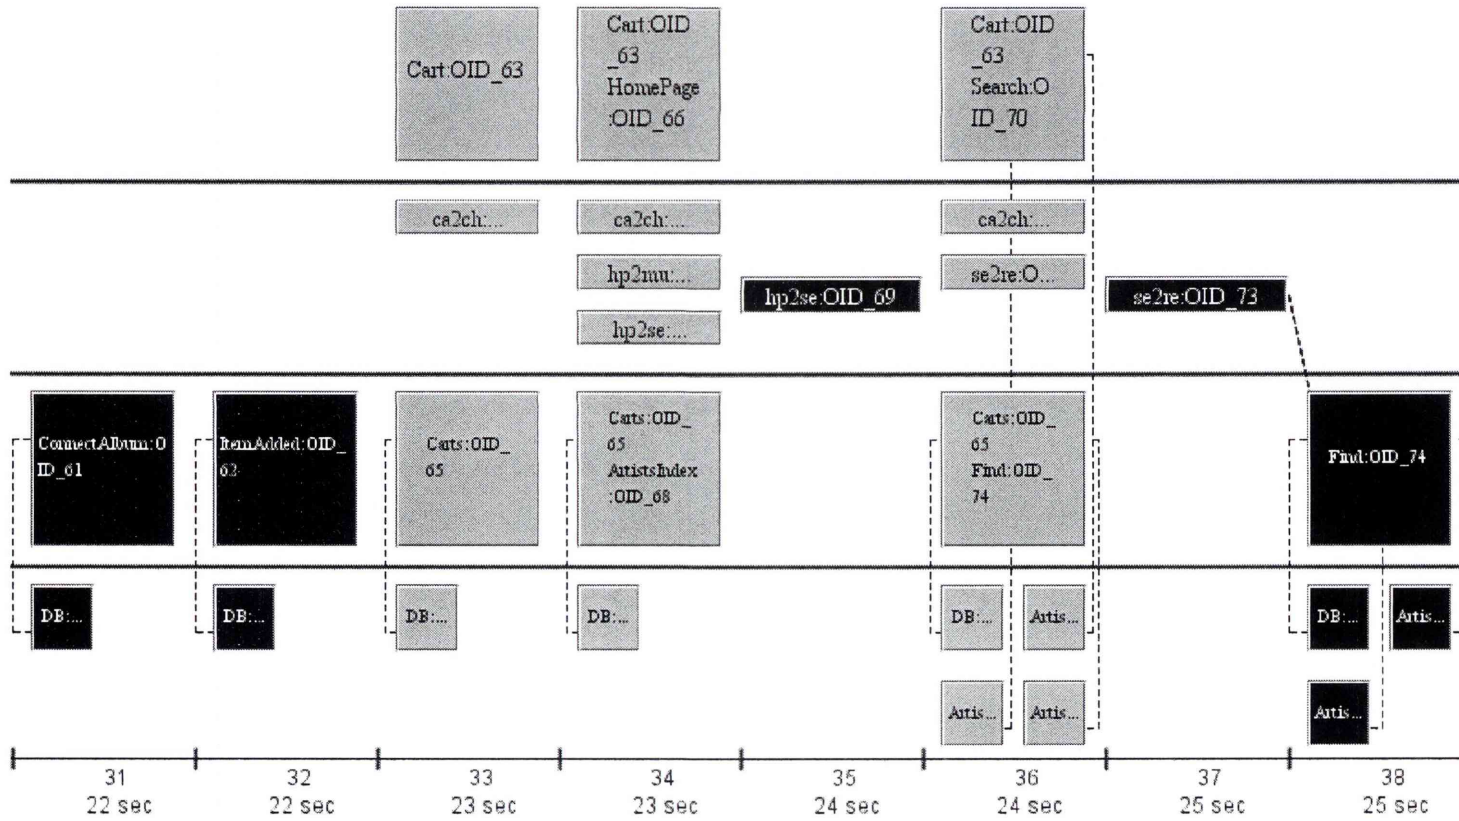 Cart:OID_63
Cart:OID
_63
HomePage
:OID_66
Cart:OID
_63
Search:O
ID_70
ca2ch:...
ca2ch:...
ca2ch:...
hp2mu:...
se2re:O...
hp2se:OID_69
se2re:OID_73
hp2se:...
ConnectAlbum:O
ID_61
ItemAdded:OID_
62
Carts:OID_
65
Carts:OID_
65
ArtistsIndex
:OID_68
Carts:OID_
65
Find:OID_
74
Find:OID_74
DB:...
DB:...
DB:...
DB:...
DB:...
Artis...
DB:...
Artis...
Artis...
Artis...
Artis...
31
22 sec
32
22 sec
33
23 sec
34
23 sec
35
24 sec
36
24 sec
37
25 sec
38
25 sec